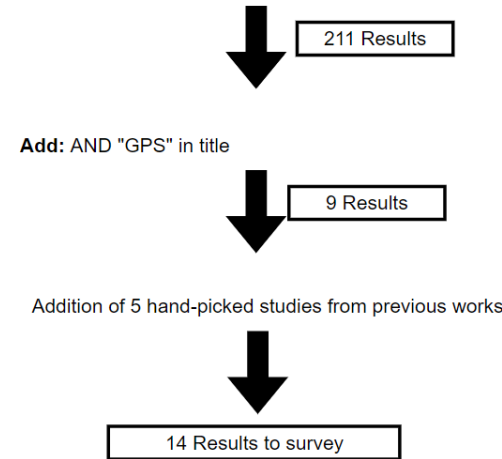 211 Results
Add: AND "GPS" in title
9 Results
Addition of 5 hand-picked studies from previous works
14 Results to survey